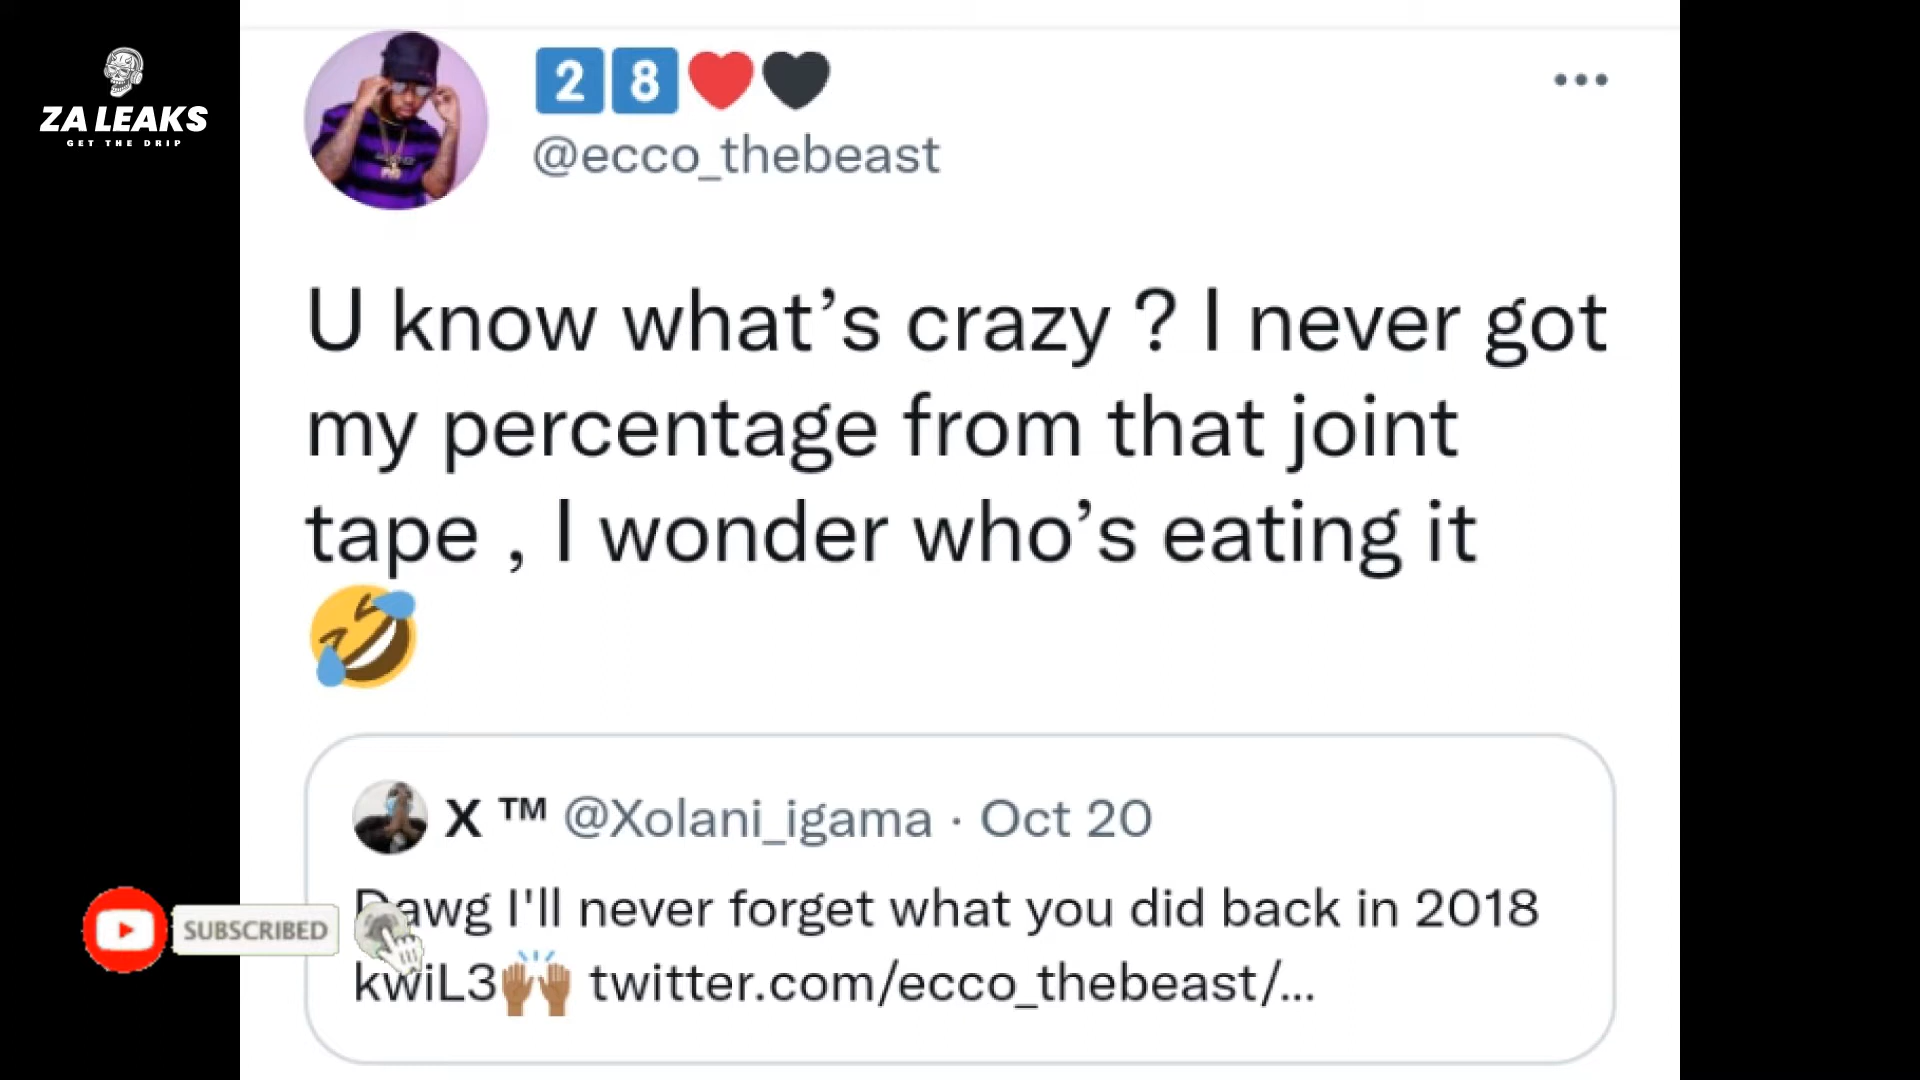 ZA LEAKS
GET THE DRIP
2️⃣8️⃣❤️🖤
@ecco_thebeast
U know what’s crazy ? I never got
my percentage from that joint
tape , I wonder who’s eating it
🤣
X ™ @Xolani_igama · Oct 20
Dawg I'll never forget what you did back in 2018
kwiL3🙌🏾 twitter.com/ecco_thebeast/...
SUBSCRIBED